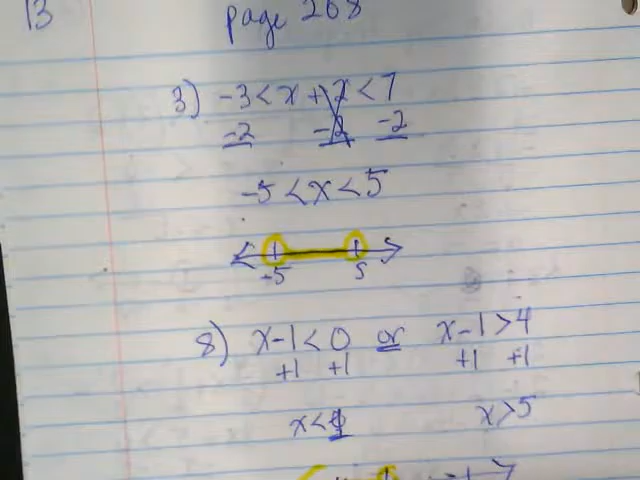 13
page 268
3) -3 < x + 2 < 7
-2 -2 -2
-5 < x < 5
-5 5
8) x - 1 < 0 or x - 1 > 4
+1 +1 +1 +1
x < 1 x > 5